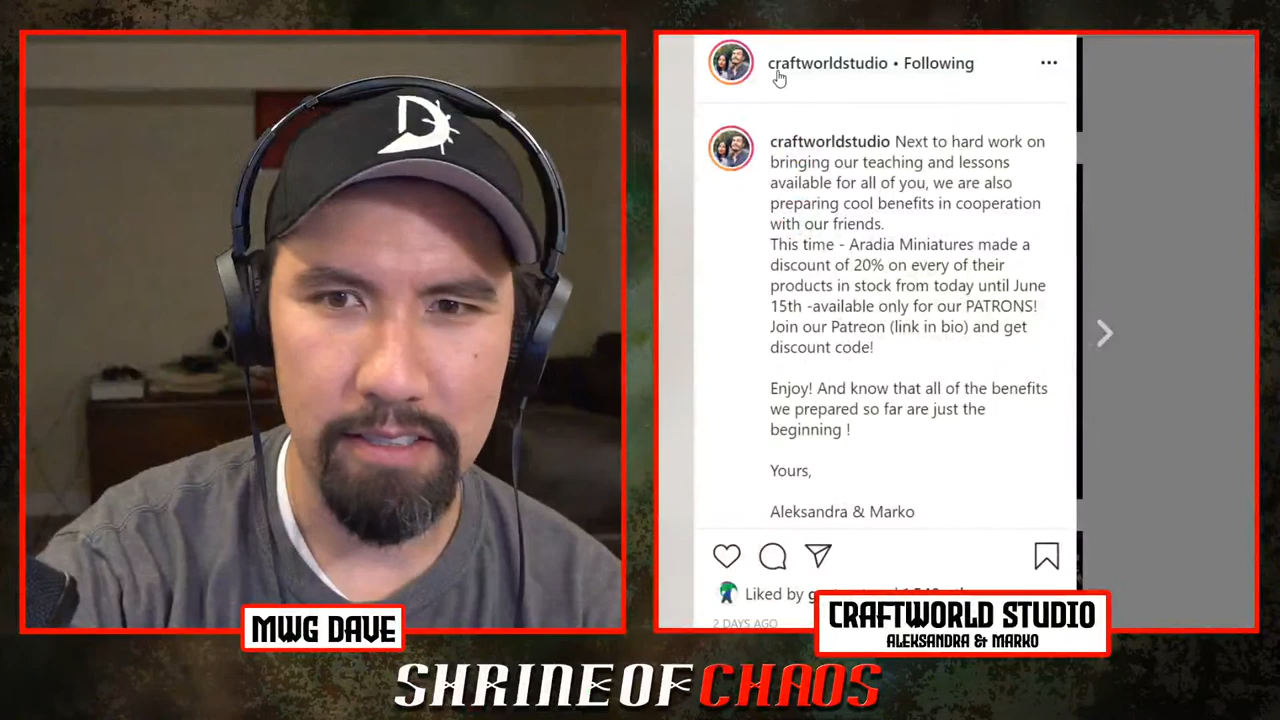 craftworldstudio • Following
craftworldstudio Next to hard work on
bringing our teaching and lessons
available for all of you, we are also
preparing cool benefits in cooperation
with our friends.
This time - Aradia Miniatures made a
discount of 20% on every of their
products in stock from today until June
15th -available only for our PATRONS!
Join our Patreon (link in bio) and get
discount code!
Enjoy! And know that all of the benefits
we prepared so far are just the
beginning !
Yours,
Aleksandra & Marko
Liked by
2 DAYS AGO
MWG DAVE
CRAFTWORLD STUDIO
ALEKSANDRA & MARKO
SHRINE OF CHAOS